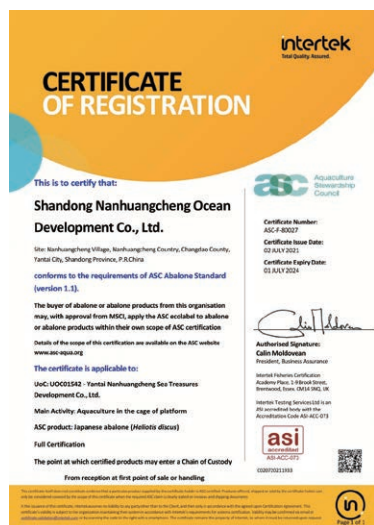 intertek
Total Quality. Assured.
CERTIFICATE
OF REGISTRATION
This is to certify that:
Shandong Nanhuangcheng Ocean
Development Co., Ltd.
Site: Nanhuangcheng Village, Nanhuangcheng Country, Changdao County,
Yantai City, Shandong Province, P.R.China
conforms to the requirements of ASC Abalone Standard
(version 1.1).
The buyer of abalone or abalone products from this organisation
may, with approval from MSCI, apply the ASC ecolabel to abalone
or abalone products within their own scope of ASC certification
Details of the scope of this certification are available on the ASC website
www.asc-aqua.org
The certificate is applicable to:
UoC: UOC01542 - Yantai Nanhuangcheng Sea Treasures
Development Co., Ltd.
Main Activity: Aquaculture in the cage of platform
ASC product: Japanese abalone (Heliotis discus)
Full Certification
The point at which certified products may enter a Chain of Custody
From reception at first point of sale or handling
asc
Aquaculture
Stewardship
Council
Certificate Number:
ASC-F-80027
Certificate Issue Date:
02 JULY 2021
Certificate Expiry Date:
01 JULY 2024
Calin Moldovean
Authorised Signature:
Calin Moldovean
President, Business Assurance
Intertek Fisheries Certification
Academy Place, 1-9 Brook Street,
Brentwood, Essex, CM14 5NQ, UK
Intertek Testing Services Ltd is an
ASI accredited body with the
Accreditation Code ASI-ACC-073
asi
accredited
ASI-ACC-073
in
Page 1 of 1